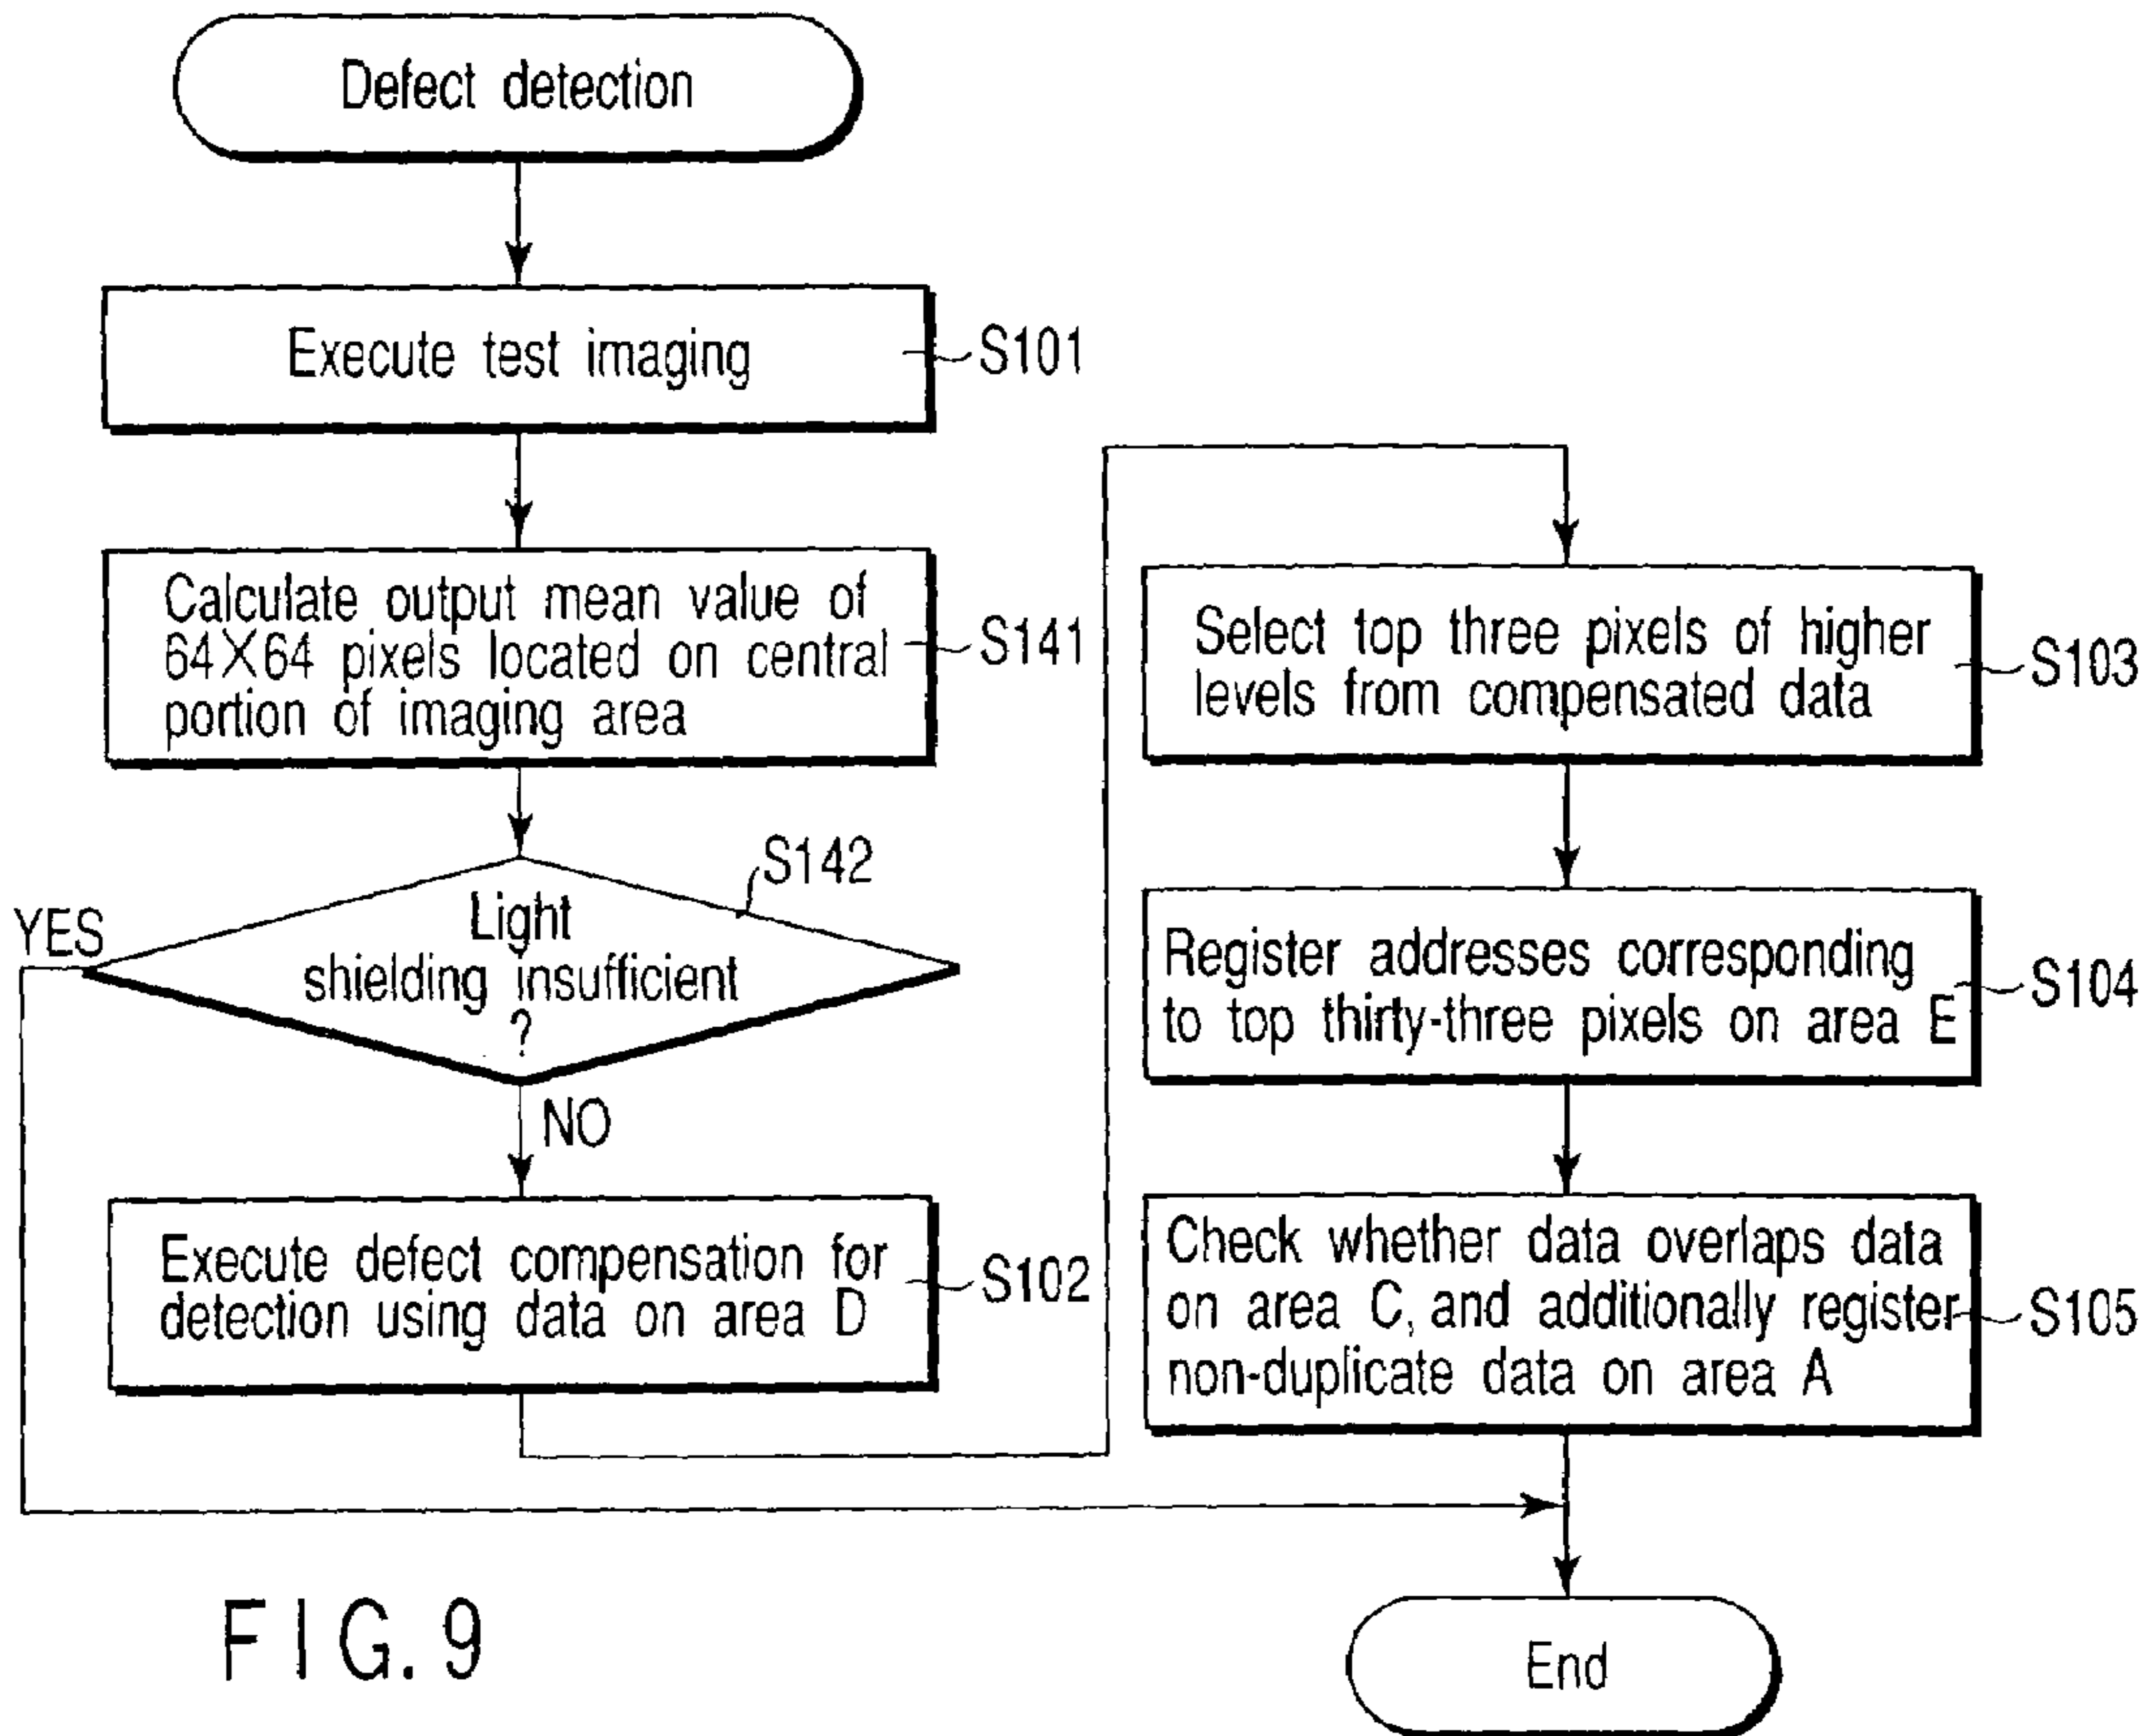 Defect detection
Execute test imaging
S101
Calculate output mean value of
64X64 pixels located on central
portion of imaging area
S141
S142
Light
shielding insufficient
?
YES
NO
Execute defect compensation for
detection using data on area D
S102
Select top three pixels of higher
levels from compensated data
S103
Register addresses corresponding
to top thirty-three pixels on area E
S104
Check whether data overlaps data
on area C, and additionally register
non-duplicate data on area A
S105
End
FIG. 9